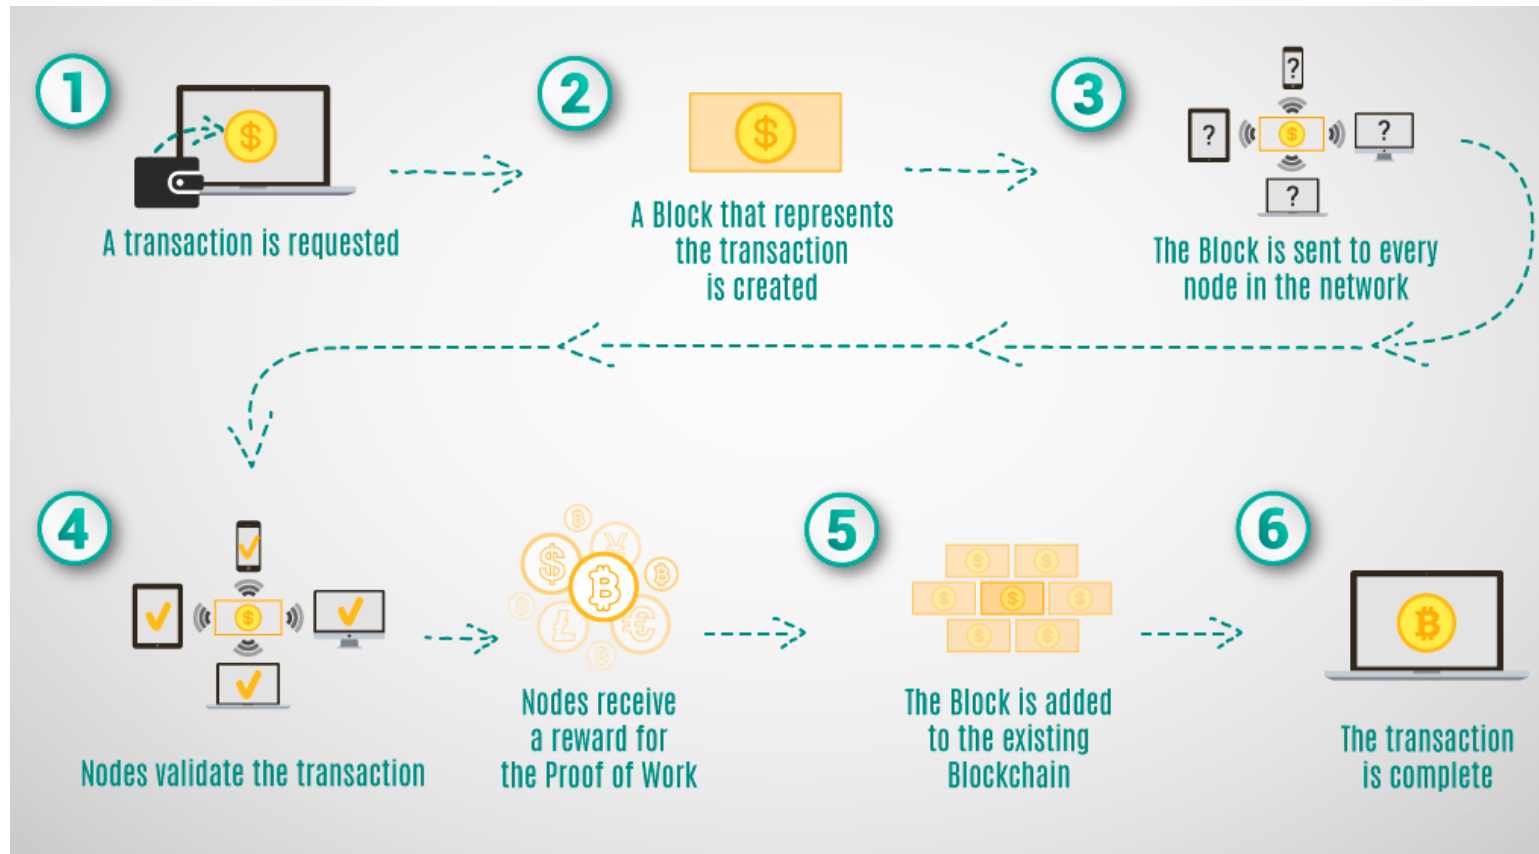 1
A transaction is requested
2
$
A Block that represents
the transaction
is created
3
?
?
$
?
?
The Block is sent to every
node in the network
4
$
Nodes validate the transaction
Nodes receive
a reward for
the Proof of Work
5
The Block is added
to the existing
Blockchain
6
The transaction
is complete